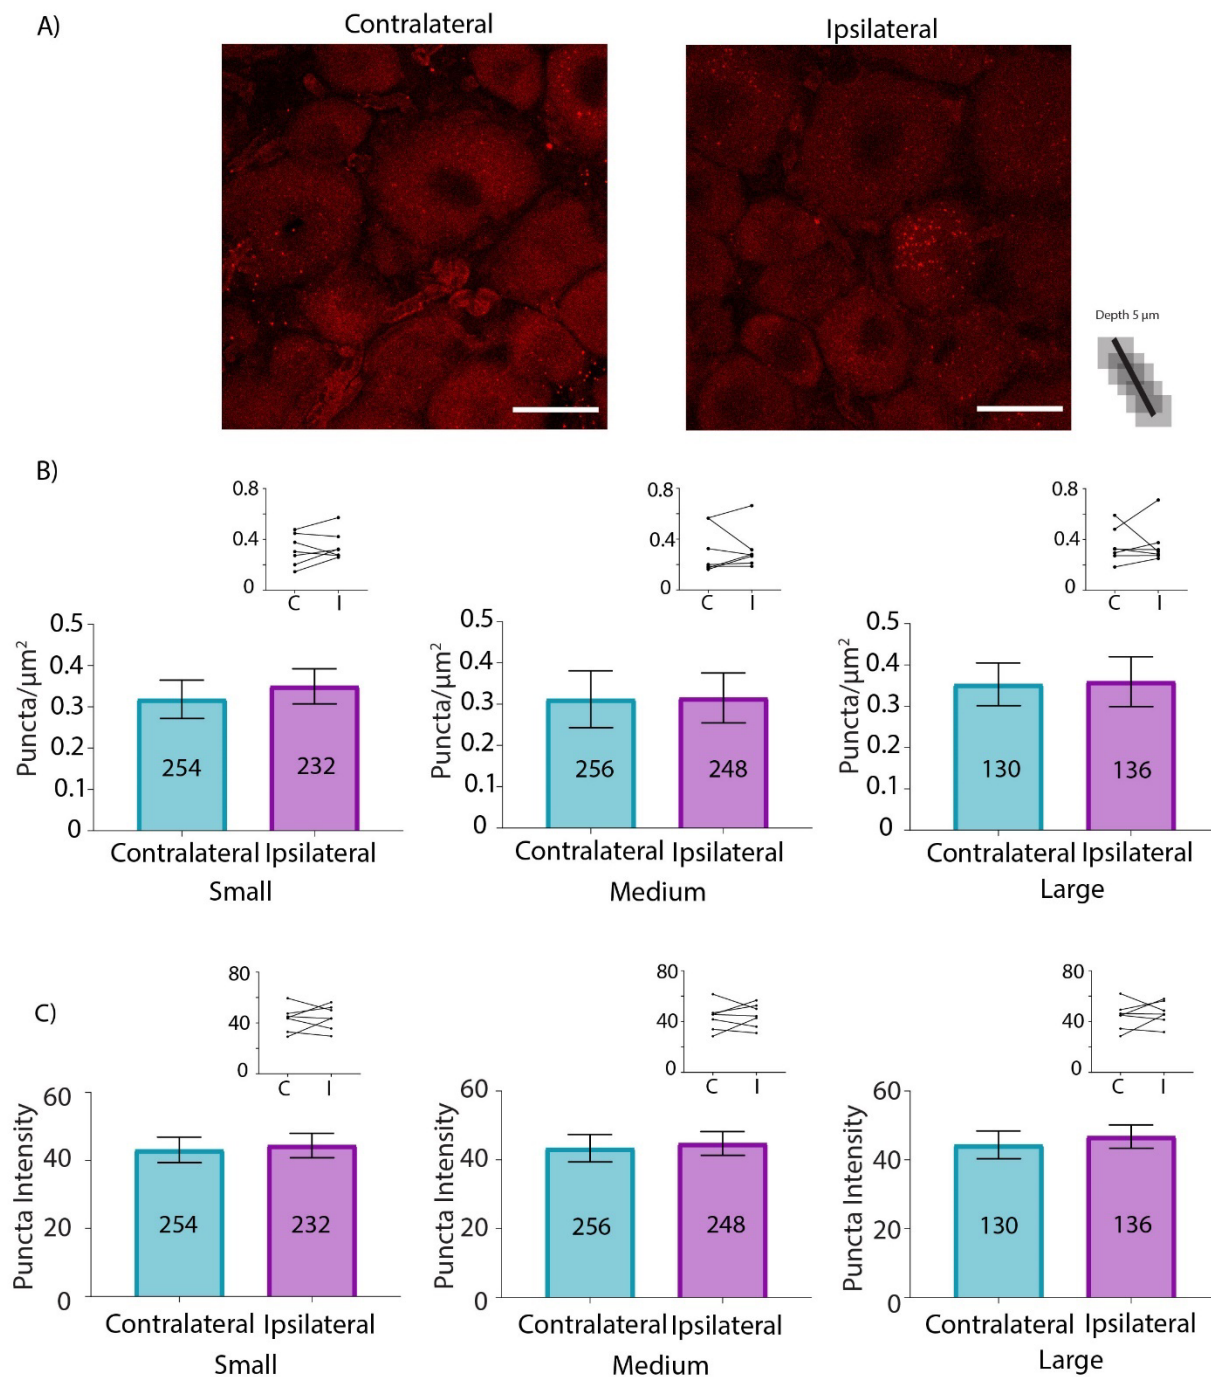 A)
Contralateral
Ipsilateral
Depth 5 µm
B)
0.8
0.4
0
C I
0.8
0.4
0
C I
0.8
0.4
0
C I
Puncta/µm²
0.5
0.4
0.3
0.2
0.1
0
254
232
Contralateral Ipsilateral
Small
Puncta/µm²
0.5
0.4
0.3
0.2
0.1
0
256
248
Contralateral Ipsilateral
Medium
Puncta/µm²
0.5
0.4
0.3
0.2
0.1
0
130
136
Contralateral Ipsilateral
Large
C)
80
40
0
C I
80
40
0
C I
80
40
0
C I
Puncta Intensity
60
40
20
0
254
232
Contralateral Ipsilateral
Small
Puncta Intensity
60
40
20
0
256
248
Contralateral Ipsilateral
Medium
Puncta Intensity
60
40
20
0
130
136
Contralateral Ipsilateral
Large